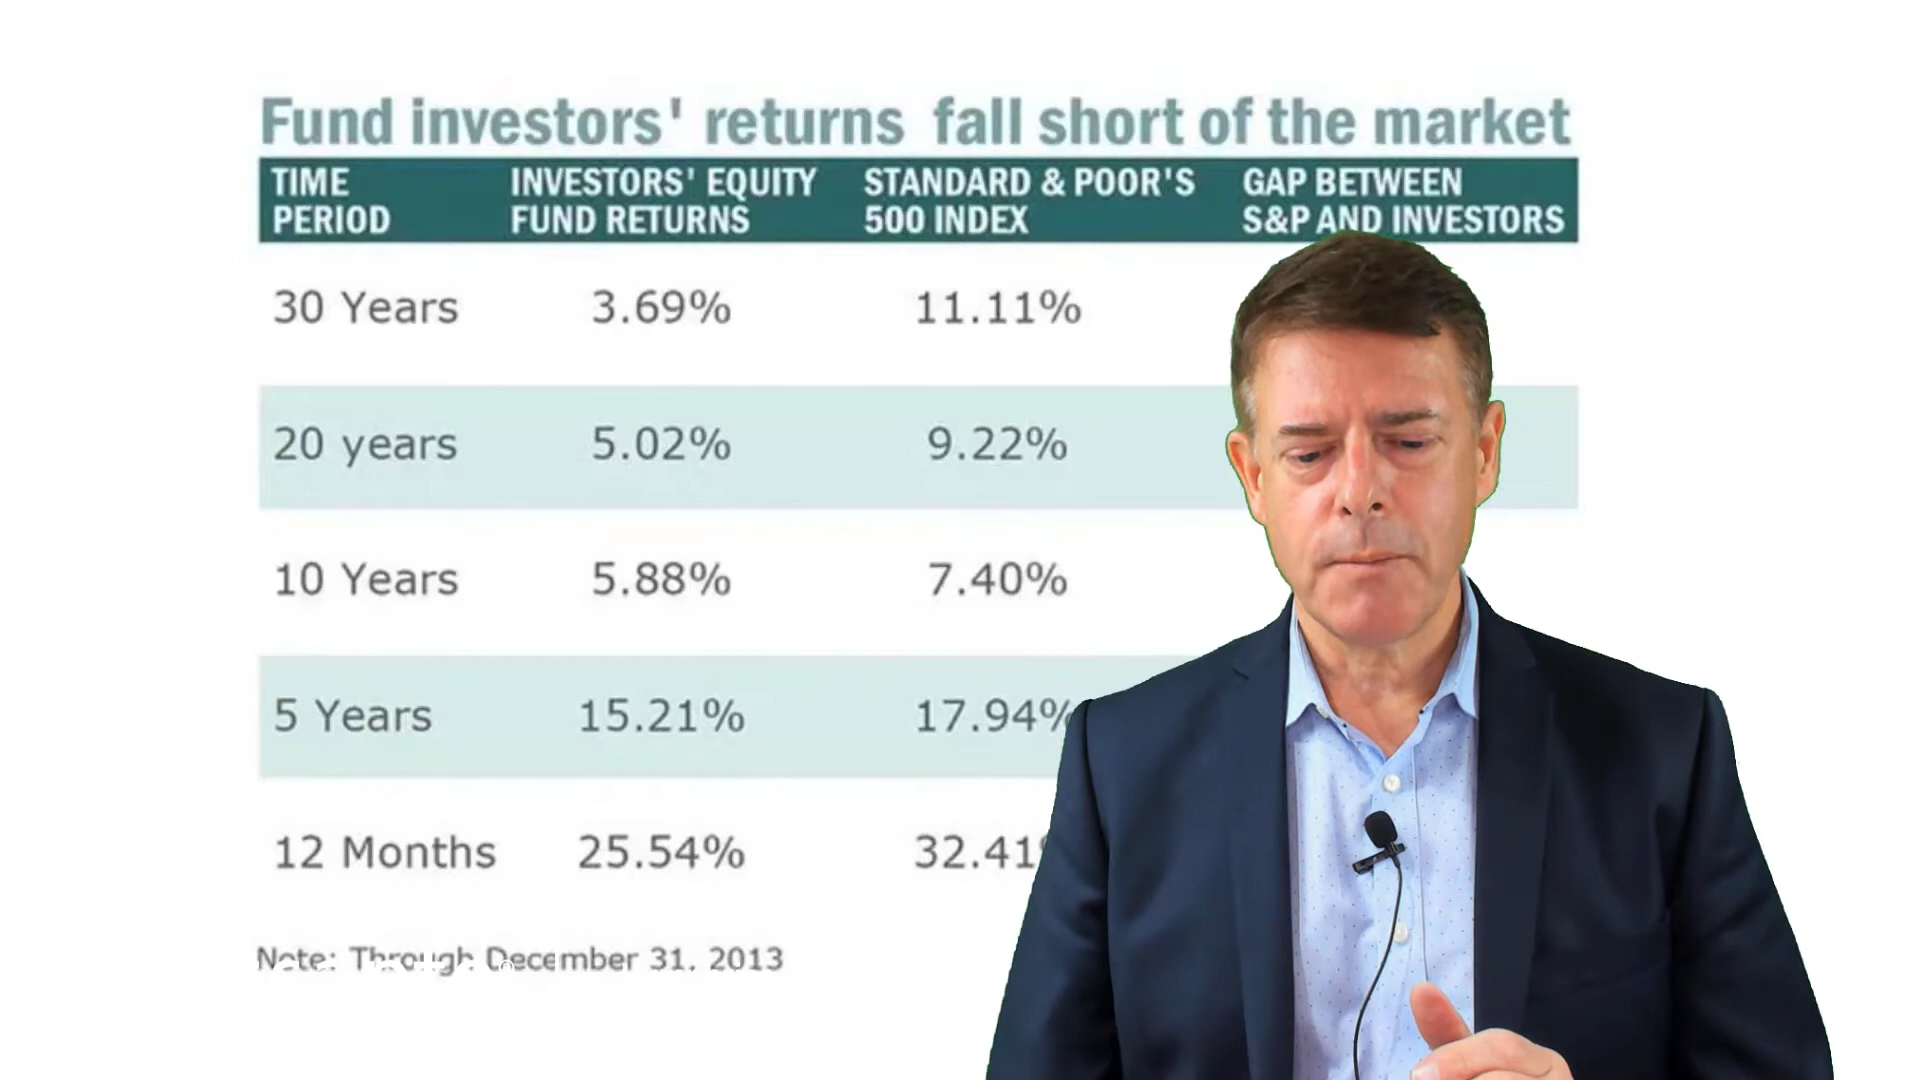 Fund investors' returns fall short of the market
TIME PERIOD INVESTORS' EQUITY FUND RETURNS STANDARD & POOR'S 500 INDEX GAP BETWEEN S&P AND INVESTORS
30 Years 3.69% 11.11%
20 years 5.02% 9.22%
10 Years 5.88% 7.40%
5 Years 15.21% 17.94%
12 Months 25.54% 32.41
Note: Through December 31, 2013